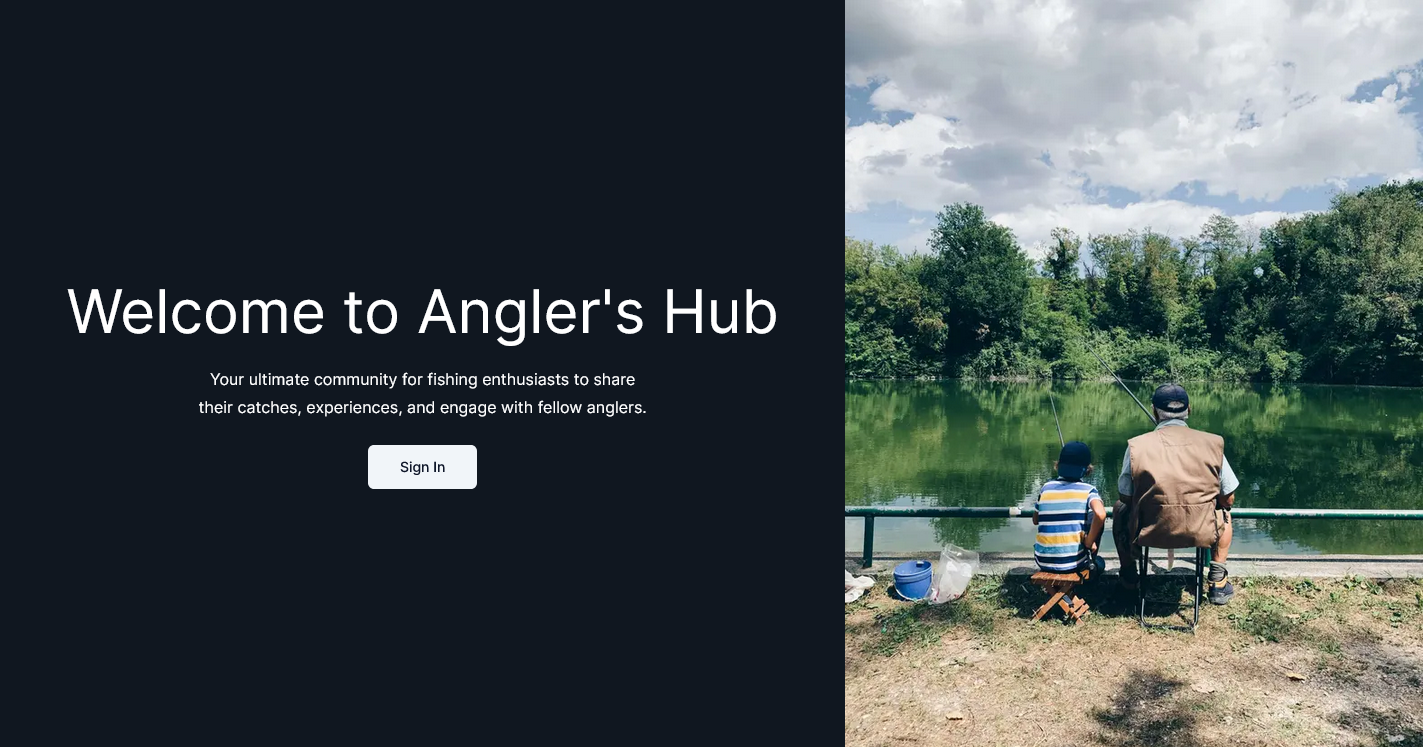 Welcome to Angler's Hub
Your ultimate community for fishing enthusiasts to share
their catches, experiences, and engage with fellow anglers.
Sign In